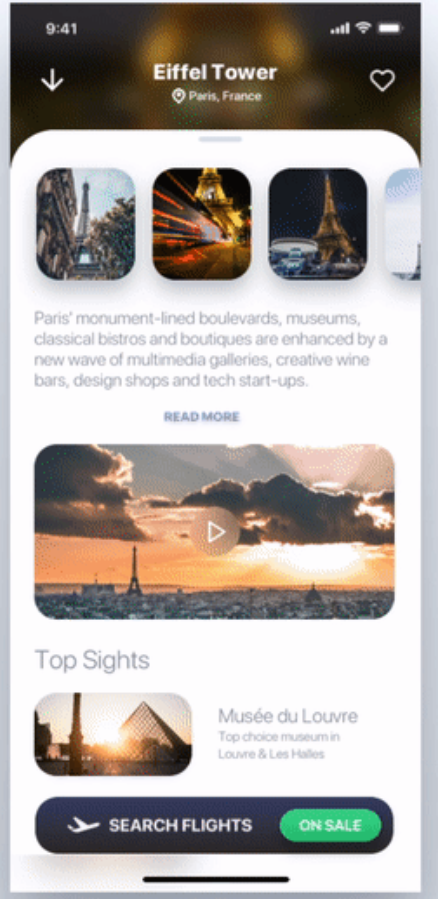 9:41
Eiffel Tower
Paris, France
Paris' monument-lined boulevards, museums,
classical bistros and boutiques are enhanced by a
new wave of multimedia galleries, creative wine
bars, design shops and tech start-ups.
READ MORE
Top Sights
Musée du Louvre
Top choice museum in
Louvre & Les Halles
SEARCH FLIGHTS
ON SALE